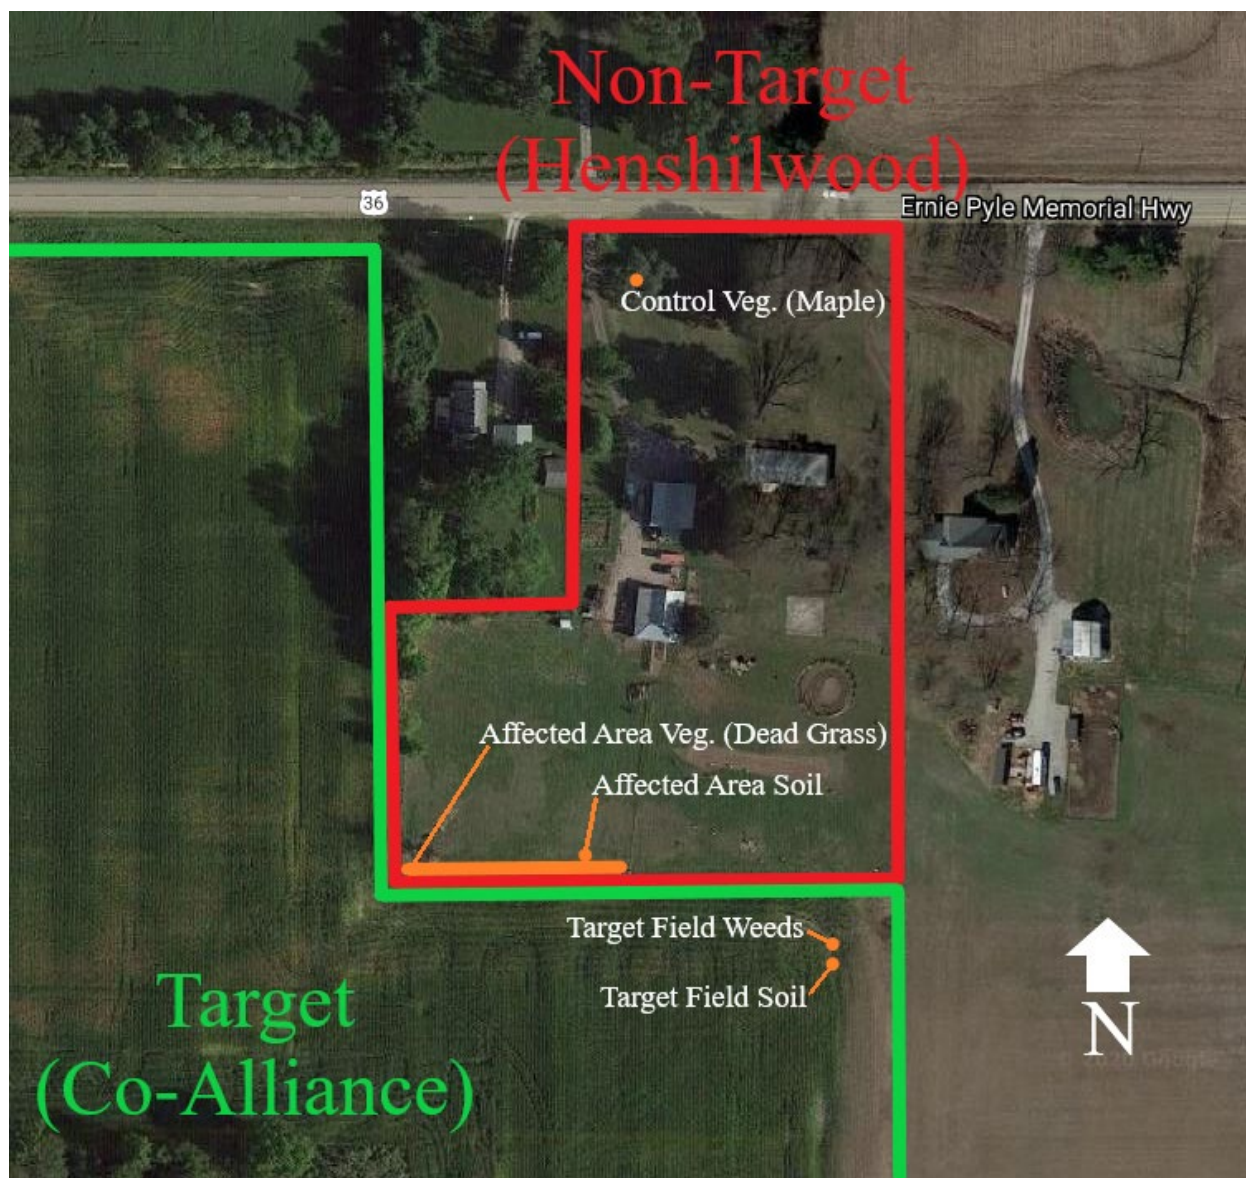 Non-Target
(Henshilwood)
36
Ernie Pyle Memorial Hwy
Control Veg. (Maple)
Affected Area Veg. (Dead Grass)
Affected Area Soil
Target Field Weeds
Target Field Soil
Target
(Co-Alliance)
N